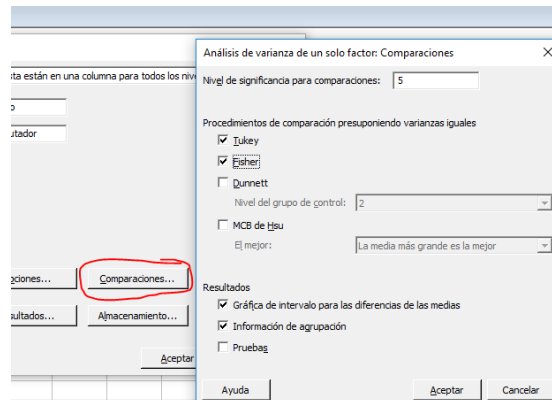 sta están en una columna para todos los niv
o
utador
ciones...
Comparaciones...
sultados...
Almacenamiento...
Aceptar
Análisis de varianza de un solo factor: Comparaciones
Nivel de significancia para comparaciones: 5
Procedimientos de comparación presuponiendo varianzas iguales
Tukey
Fisher
Dunnett
Nivel del grupo de control: 2
MCB de Hsu
El mejor: La media más grande es la mejor
Resultados
Gráfica de intervalo para las diferencias de las medias
Información de agrupación
Pruebas
Ayuda
Aceptar
Cancelar